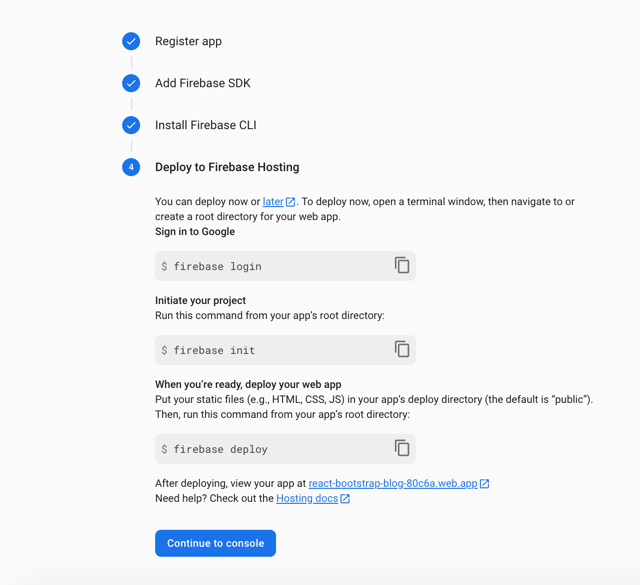 Register app
Add Firebase SDK
Install Firebase CLI
4 Deploy to Firebase Hosting
You can deploy now or later. To deploy now, open a terminal window, then navigate to or
create a root directory for your web app.
Sign in to Google
$ firebase login
Initiate your project
Run this command from your app’s root directory:
$ firebase init
When you’re ready, deploy your web app
Put your static files (e.g., HTML, CSS, JS) in your app’s deploy directory (the default is “public”).
Then, run this command from your app’s root directory:
$ firebase deploy
After deploying, view your app at react-bootstrap-blog-80c6a.web.app
Need help? Check out the Hosting docs
Continue to console